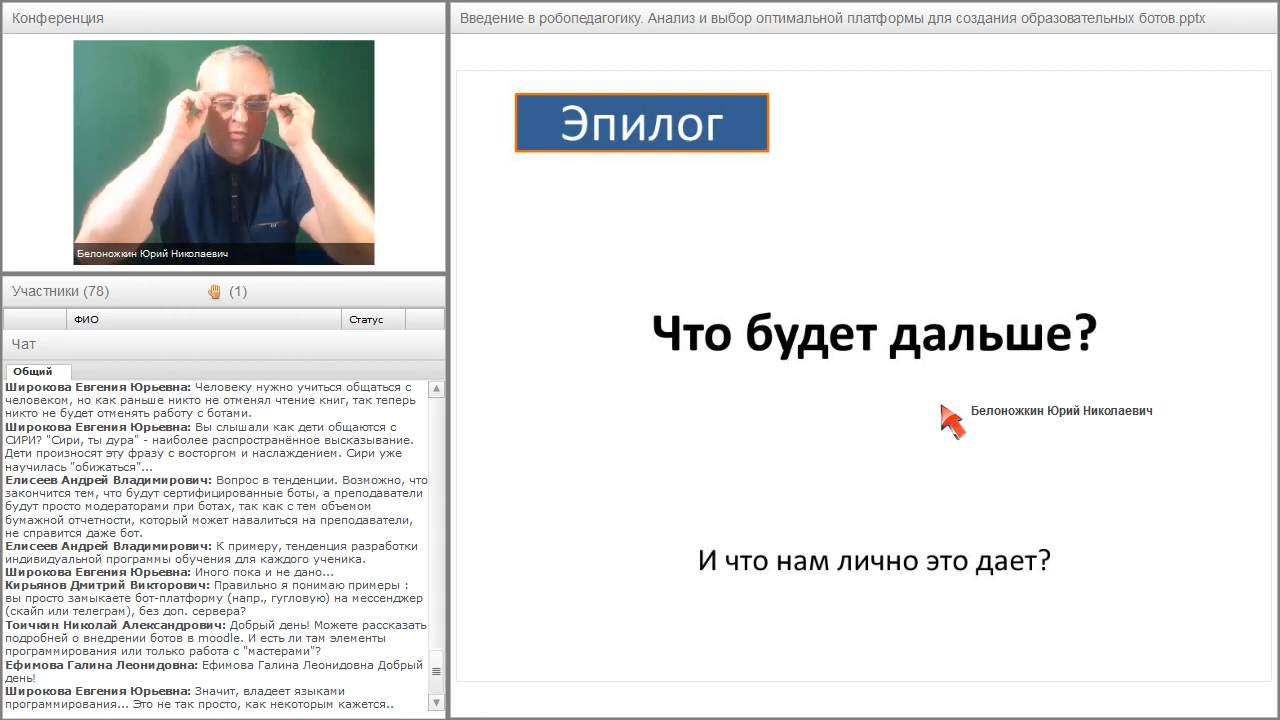 Конференция
Белоножкин Юрий Николаевич
Участники (78)
(1)
ФИО
Статус
Чат
Общий
Широкова Евгения Юрьевна: Человеку нужно учиться общаться с
человеком, но как раньше никто не отменял чтение книг, так теперь
никто не будет отменять работу с ботами.
Широкова Евгения Юрьевна: Вы слышали как дети общаются с
СИРИ? "Сири, ты дура" - наиболее распространённое высказывание.
Дети произносят эту фразу с восторгом и наслаждением. Сири уже
научилась "обижаться"...
Елисеев Андрей Владимирович: Вопрос в тенденции. Возможно, что
закончится тем, что будут сертифицированные боты, а преподаватели
будут просто модераторами при ботах, так как с тем объемом
бумажной отчетности, который может навалиться на преподаватели,
не справится даже бот.
Елисеев Андрей Владимирович: К примеру, тенденция разработки
индивидуальной программы обучения для каждого ученика.
Широкова Евгения Юрьевна: Иного пока и не дано...
Кирьянов Дмитрий Викторович: Правильно я понимаю примеры :
вы просто замыкаете бот-платформу (напр., гугловую) на мессенджер
(скайп или телеграм), без доп. сервера?
Тоичкин Николай Александрович: Добрый день! Можете рассказать
подробней о внедрении ботов в moodle. И есть ли там элементы
программирования или только работа с "мастерами"?
Ефимова Галина Леонидовна: Ефимова Галина Леонидовна Добрый
день!
Широкова Евгения Юрьевна: Значит, владеет языками
программирования... Это не так просто, как некоторым кажется..
Введение в робопедагогику. Анализ и выбор оптимальной платформы для создания образовательных ботов.pptx
Эпилог
Что будет дальше?
Белоножкин Юрий Николаевич
И что нам лично это дает?